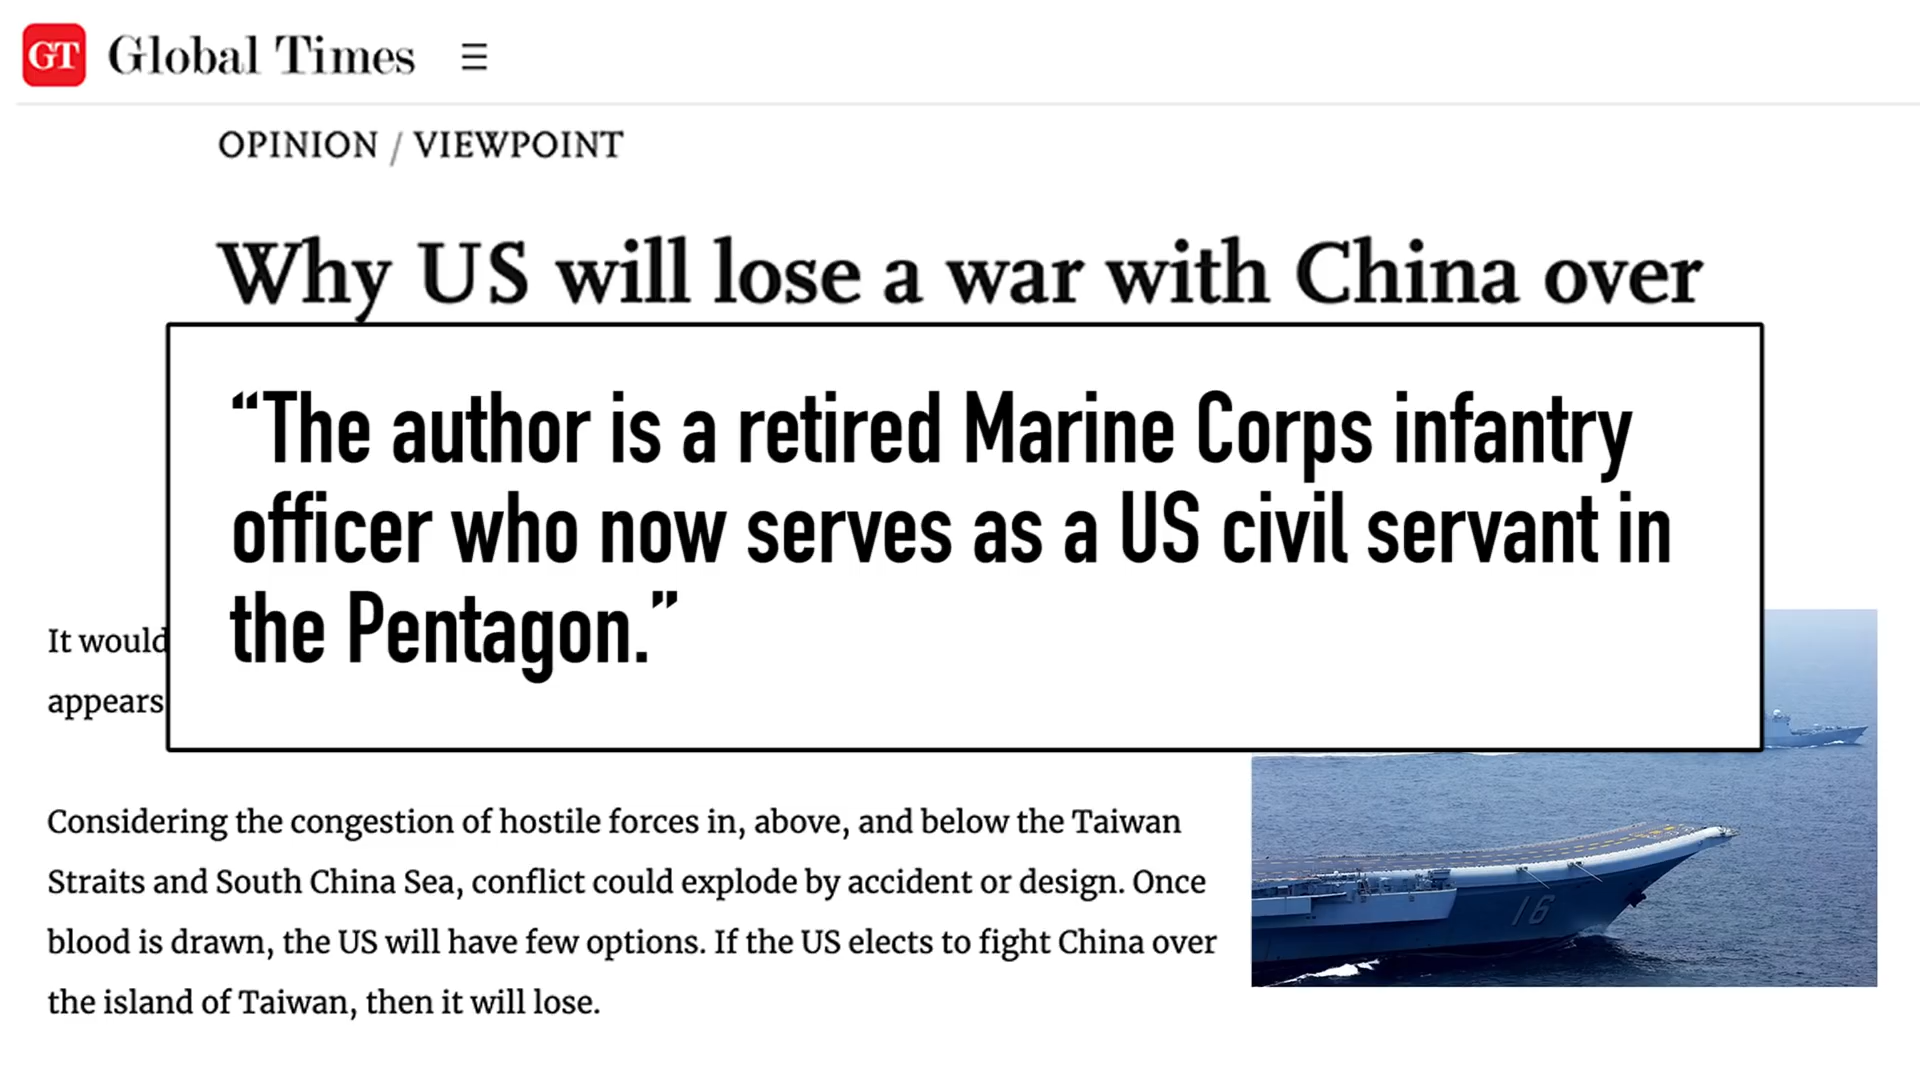 GT Global Times
OPINION / VIEWPOINT
Why US will lose a war with China over
“The author is a retired Marine Corps infantry
officer who now serves as a US civil servant in
the Pentagon.”
It would
appears
Considering the congestion of hostile forces in, above, and below the Taiwan
Straits and South China Sea, conflict could explode by accident or design. Once
blood is drawn, the US will have few options. If the US elects to fight China over
the island of Taiwan, then it will lose.
16